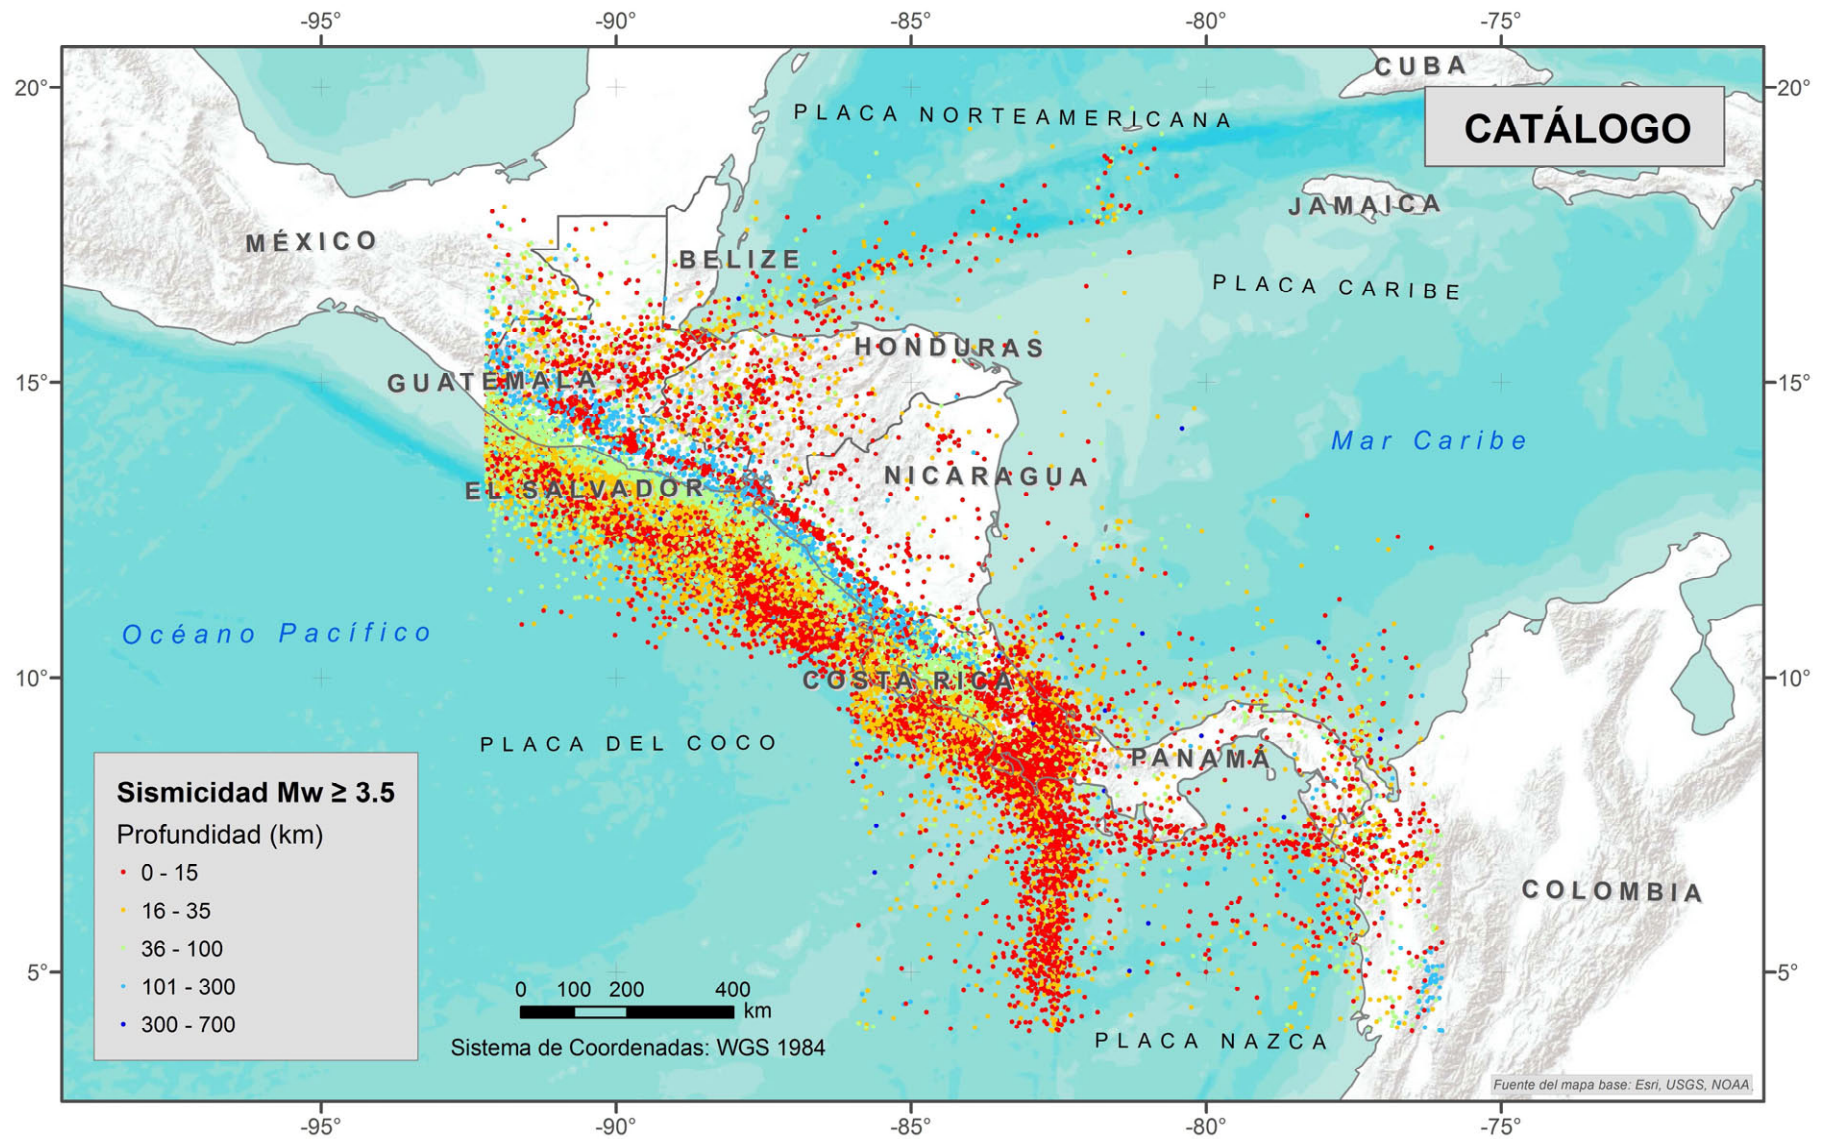 -95° -90° -85° -80° -75°
20° 20°
CUBA
PLACA NORTEAMERICANA
CATÁLOGO
JAMAICA
MÉXICO
BELIZE
PLACA CARIBE
HONDURAS
GUATEMALA
15° 15°
Mar Caribe
NICARAGUA
EL SALVADOR
Océano Pacífico
10° 10°
COSTA RICA
PLACA DEL COCO
PANAMÁ
Sismicidad Mw ≥ 3.5
Profundidad (km)
0 - 15
16 - 35
36 - 100
101 - 300
300 - 700
COLOMBIA
5° 5°
0 100 200 400
km
Sistema de Coordenadas: WGS 1984
PLACA NAZCA
Fuente del mapa base: Esri, USGS, NOAA
-95° -90° -85° -80° -75°